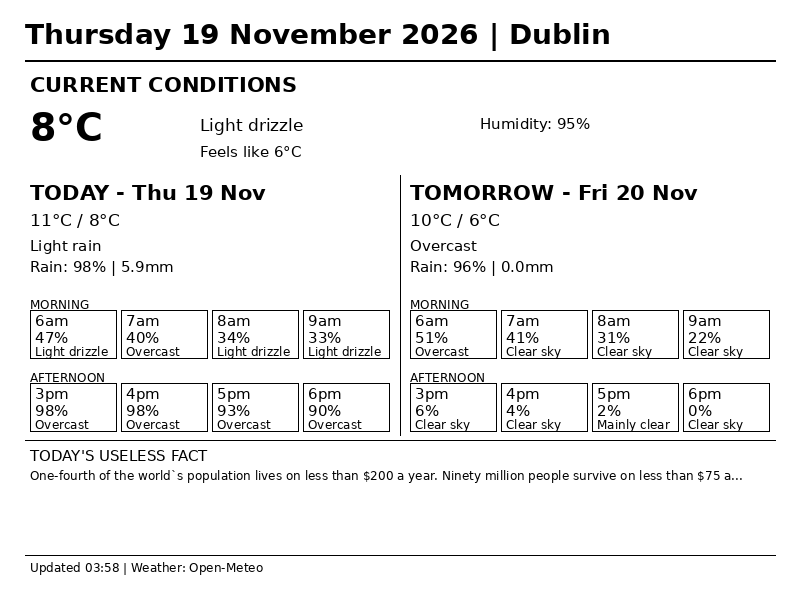 Thursday 19 November 2026 | Dublin
CURRENT CONDITIONS
8°C
Light drizzle
Humidity: 95%
Feels like 6°C
TODAY - Thu 19 Nov
11°C / 8°C
Light rain
Rain: 98% | 5.9mm
MORNING
6am 7am 8am 9am
47% 40% 34% 33%
Light drizzle Overcast Light drizzle Light drizzle
AFTERNOON
3pm 4pm 5pm 6pm
98% 98% 93% 90%
Overcast Overcast Overcast Overcast
TOMORROW - Fri 20 Nov
10°C / 6°C
Overcast
Rain: 96% | 0.0mm
MORNING
6am 7am 8am 9am
51% 41% 31% 22%
Overcast Clear sky Clear sky Clear sky
AFTERNOON
3pm 4pm 5pm 6pm
6% 4% 2% 0%
Clear sky Clear sky Mainly clear Clear sky
TODAY'S USELESS FACT
One-fourth of the world`s population lives on less than $200 a year. Ninety million people survive on less than $75 a...
Updated 03:58 | Weather: Open-Meteo